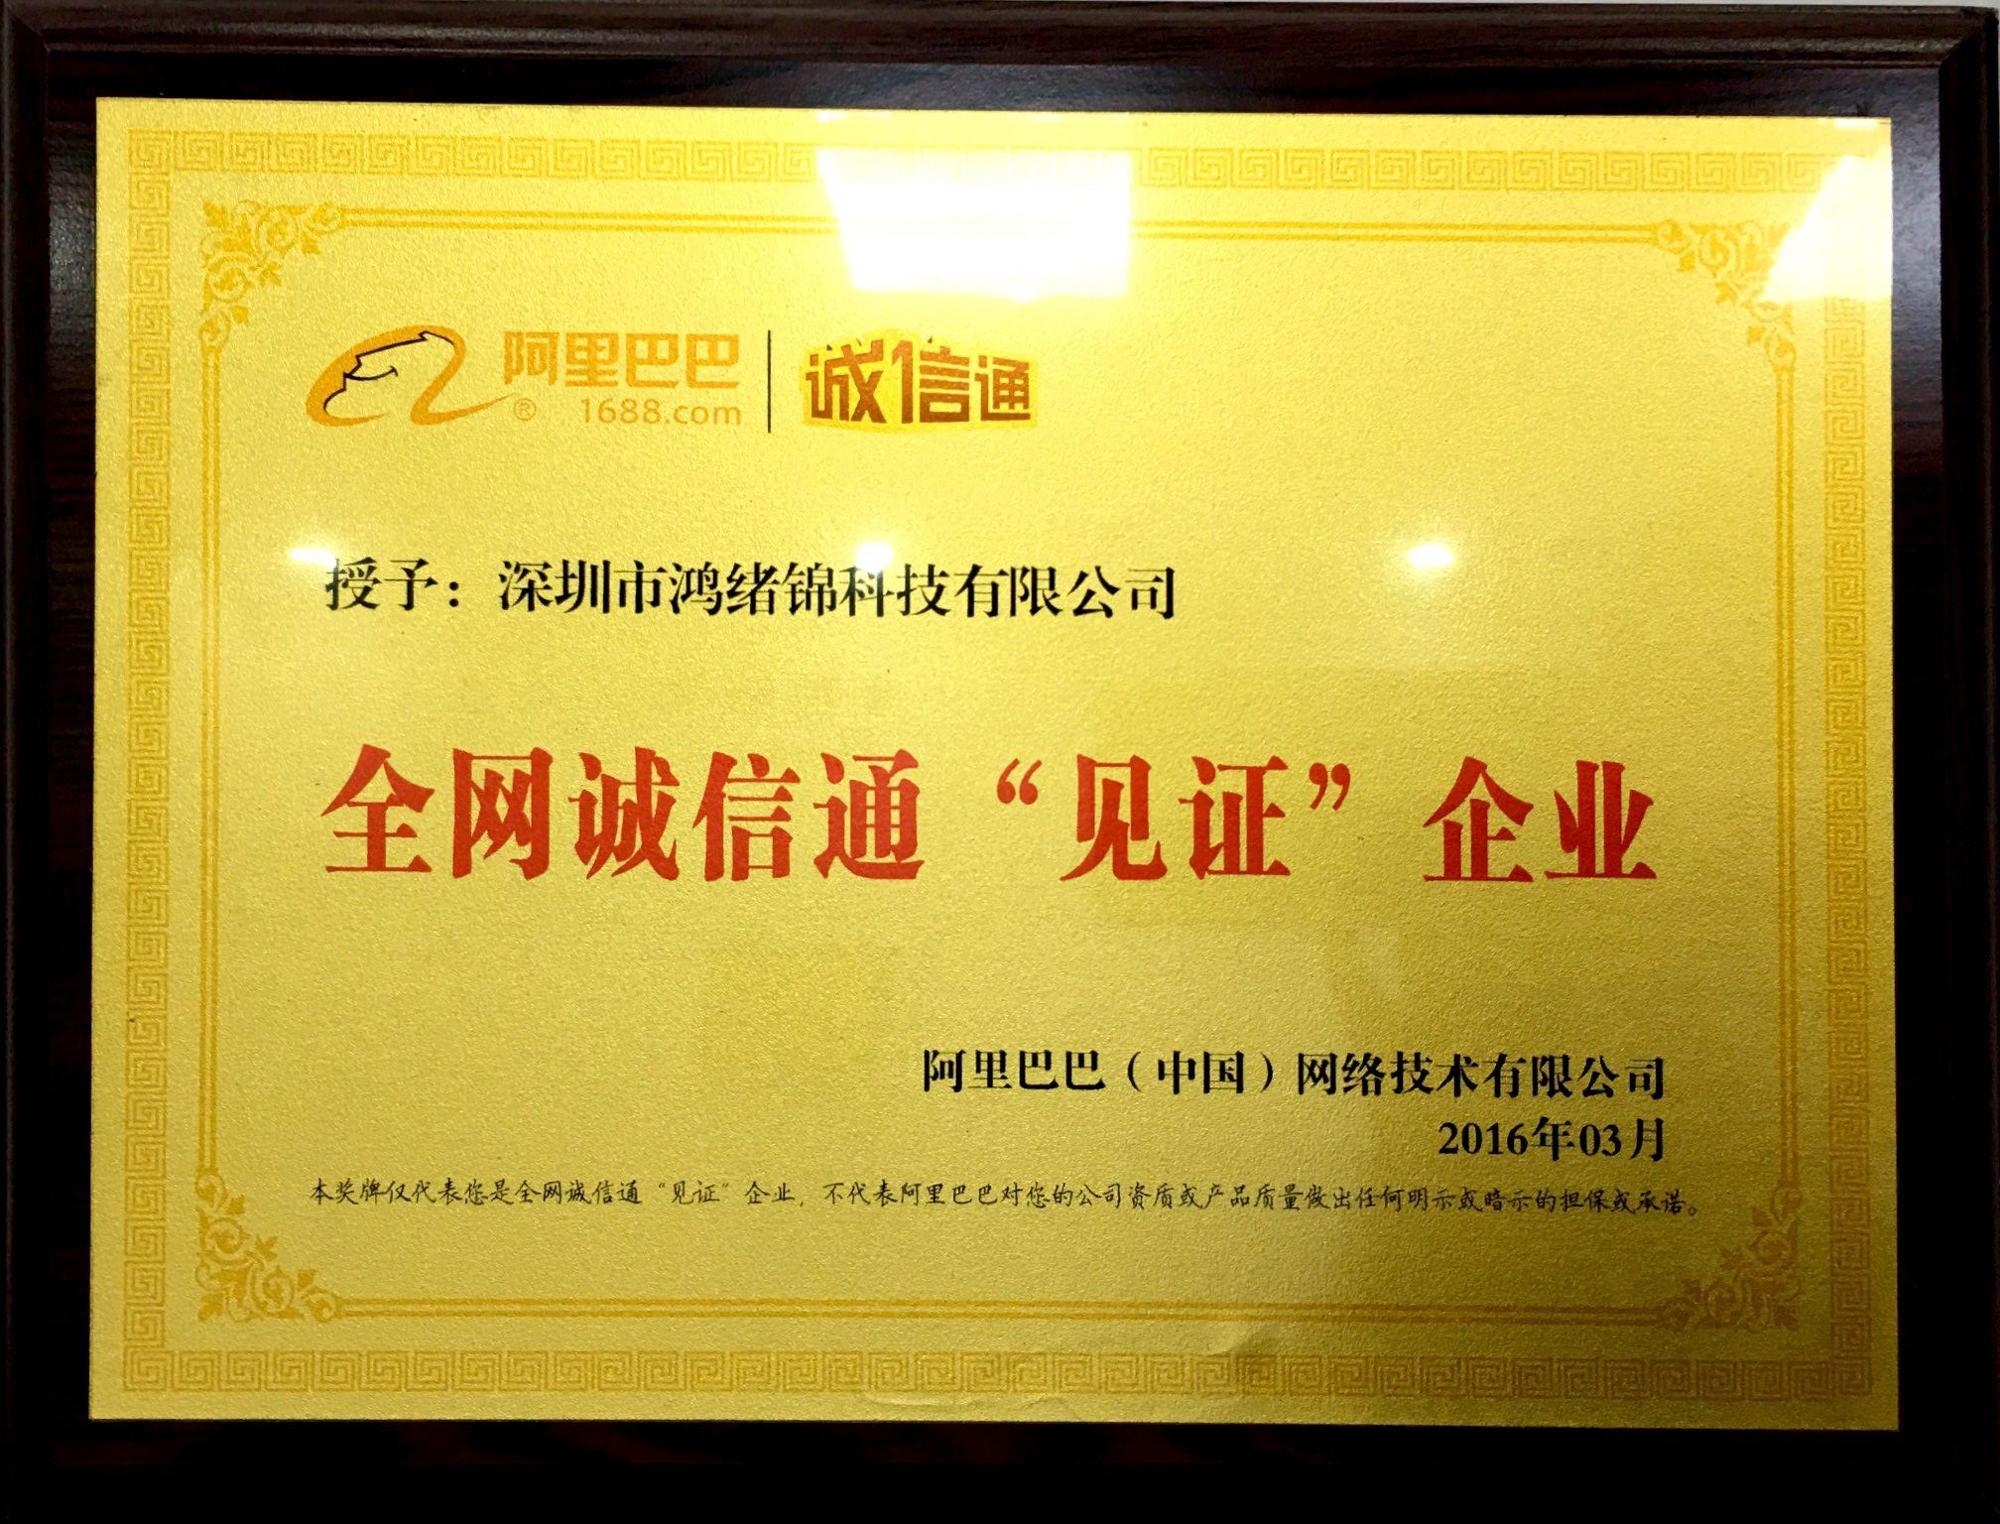 阿里巴巴 诚信通
® 1688.com
授予：深圳市鸿绪锦科技有限公司
全网诚信通“见证”企业
阿里巴巴（中国）网络技术有限公司
2016年03月
本奖牌仅代表您是全网诚信通“见证”企业，不代表阿里巴巴对您的公司资质或产品质量做出任何明示或暗示的担保或承诺。